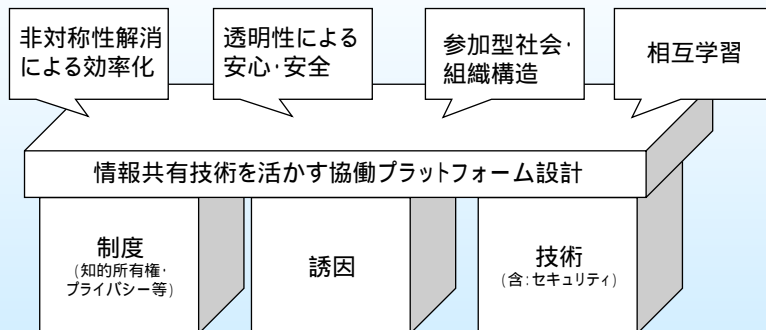 非対称性解消
による効率化
透明性による
安心・安全
参加型社会・
組織構造
相互学習
情報共有技術を活かす協働プラットフォーム設計
制度
(知的所有権・
プライバシー等)
誘因
技術
(含:セキュリティ)